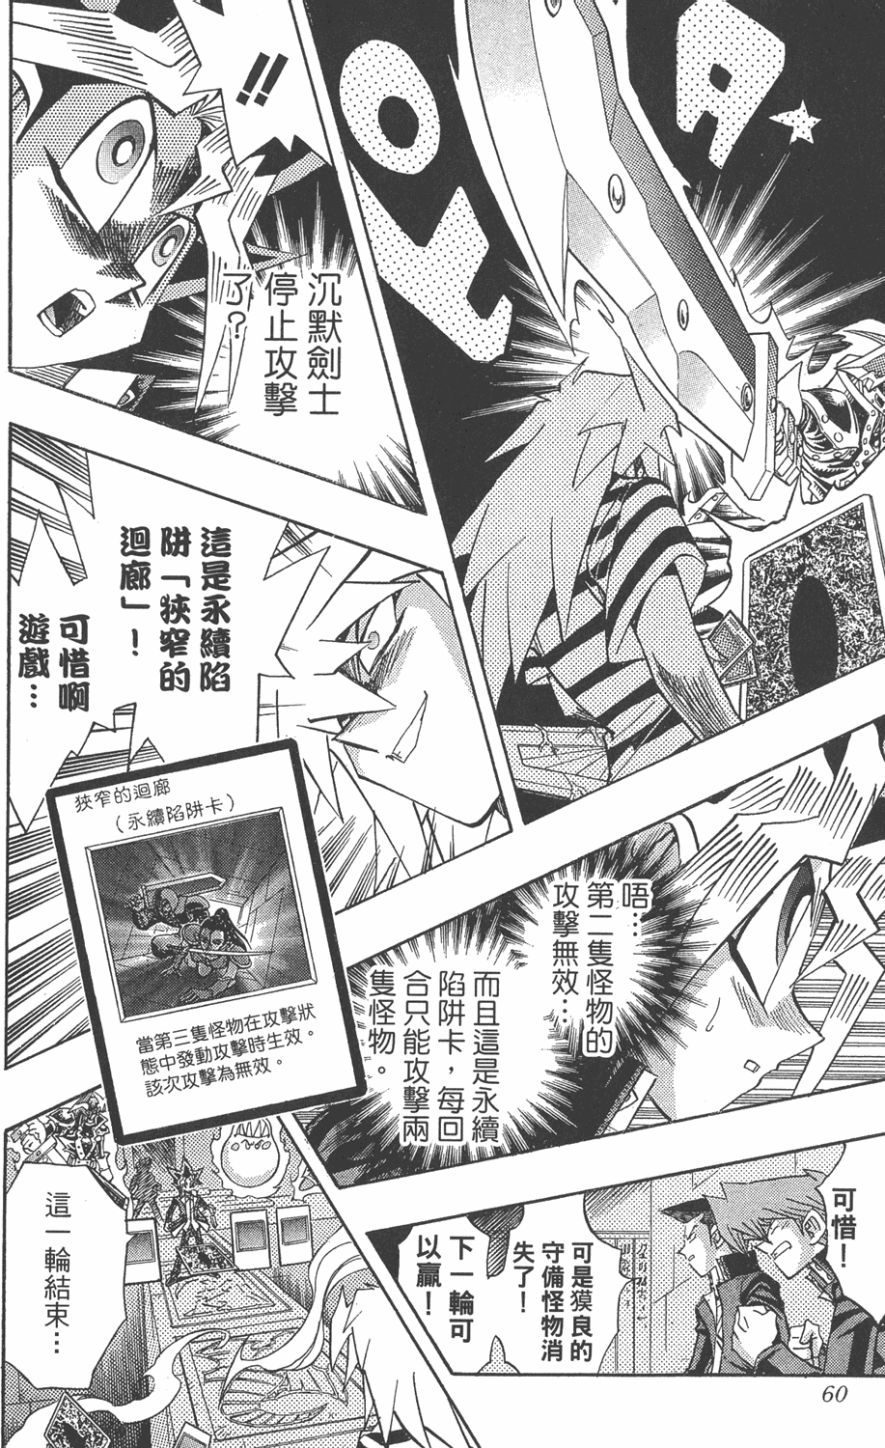 !!
沉默劍士
停止攻擊
了？
這是永續陷
阱「狹窄的
迴廊」！
可惜啊
遊戲…
狹窄的迴廊
（永續陷阱卡）
當第三隻怪物在攻擊狀
態中發動攻擊時生效。
該次攻擊為無效。
唔…
第二隻怪物的
攻擊無效…
而且這是永續
陷阱卡，每回
合只能攻擊兩
隻怪物。
可惜！
可是獏良的
守備怪物消
失了！
下一輪可
以贏！
這一輪結束…
60